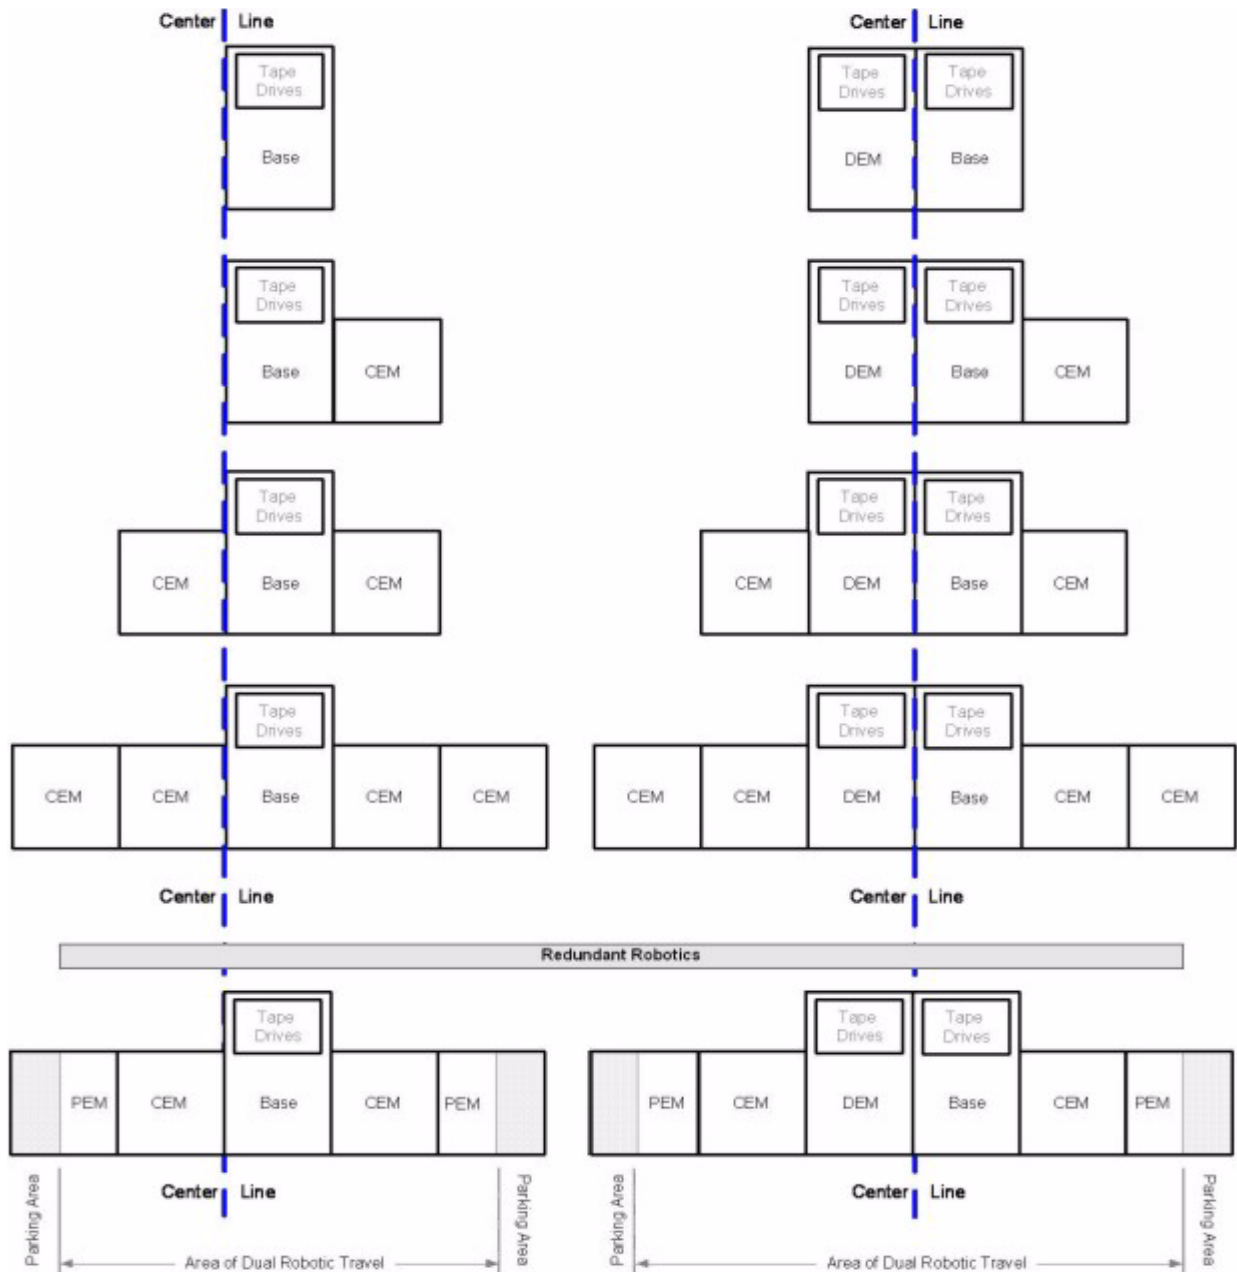 Center Line Center Line
Tape Tape Tape
Drives Drives Drives
Base DEM Base
Tape Tape Tape
Drives Drives Drives
Base CEM DEM Base CEM
Tape Tape Tape
Drives Drives Drives
CEM Base CEM CEM DEM Base CEM
Tape Tape Tape
Drives Drives Drives
CEM CEM Base CEM CEM CEM CEM DEM Base CEM CEM
Center Line Center Line
Redundant Robotics
Tape Tape Tape
Drives Drives Drives
PEM CEM Base CEM PEM PEM CEM DEM Base CEM PEM
Center Line Center Line
Parking Area Parking Area Parking Area Parking Area
Area of Dual Robotic Travel Area of Dual Robotic Travel